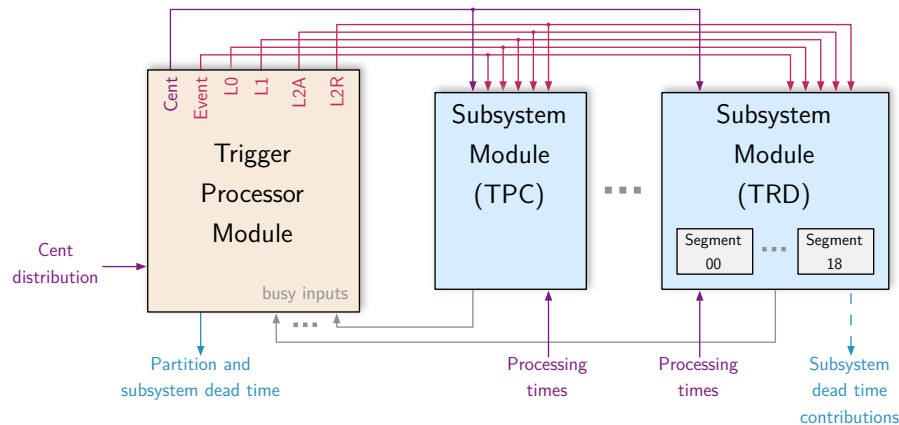 Cent
Event
L0
L1
L2A
L2R
Trigger
Processor
Module
busy inputs
Cent
distribution
Partition and
subsystem dead time
Subsystem
Module
(TPC)
Processing
times
Subsystem
Module
(TRD)
Segment
00
Segment
18
Processing
times
Subsystem
dead time
contributions